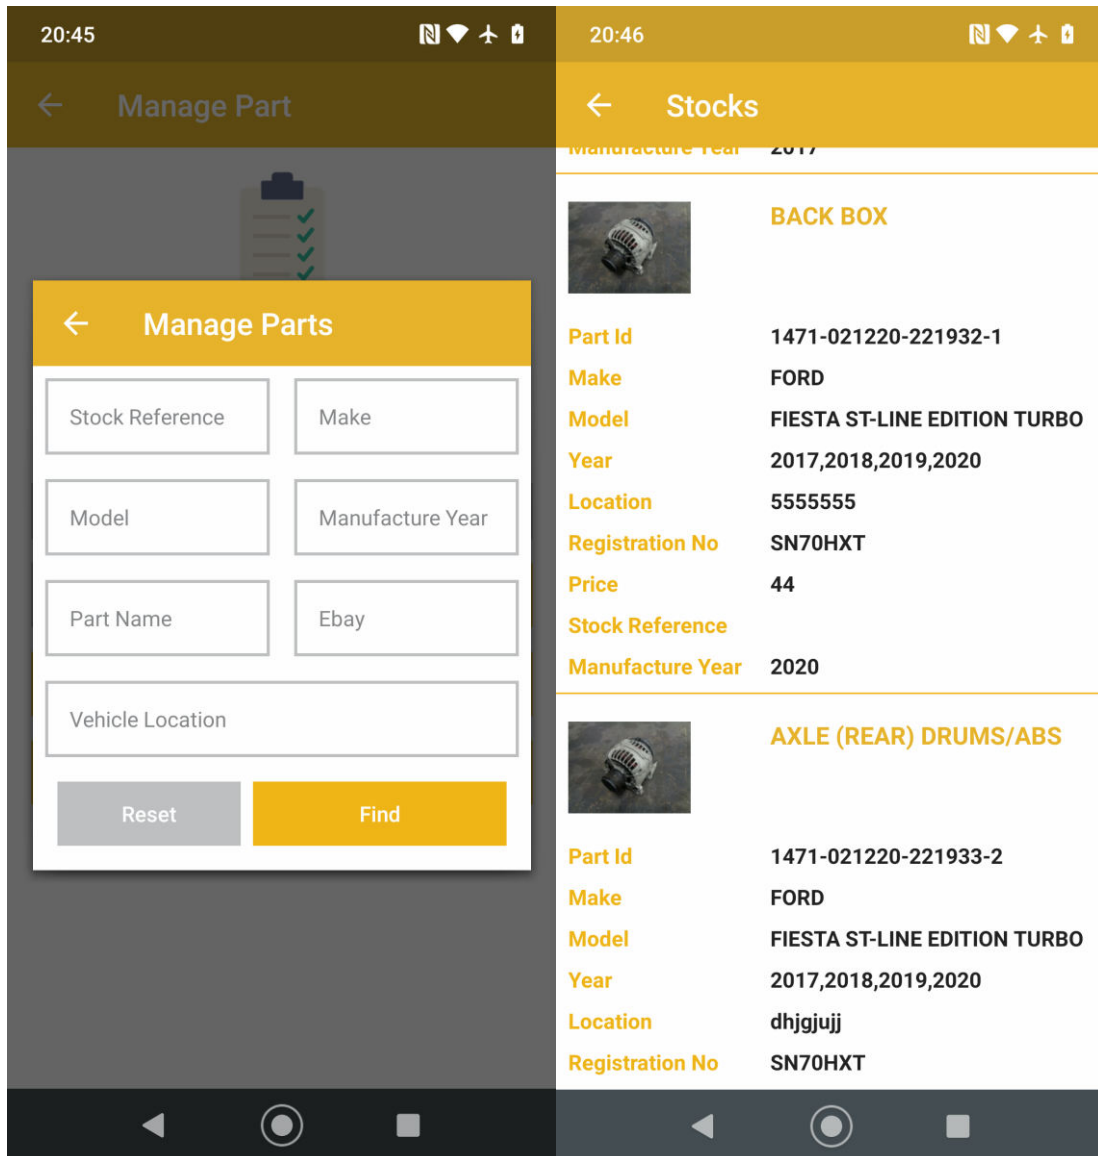 20:45
Manage Part
Manage Parts
Stock Reference
Make
Model
Manufacture Year
Part Name
Ebay
Vehicle Location
Reset
Find
20:46
Stocks
Manufacture Year 2017
BACK BOX
Part Id 1471-021220-221932-1
Make FORD
Model FIESTA ST-LINE EDITION TURBO
Year 2017,2018,2019,2020
Location 5555555
Registration No SN70HXT
Price 44
Stock Reference
Manufacture Year 2020
AXLE (REAR) DRUMS/ABS
Part Id 1471-021220-221933-2
Make FORD
Model FIESTA ST-LINE EDITION TURBO
Year 2017,2018,2019,2020
Location dhjgjujj
Registration No SN70HXT